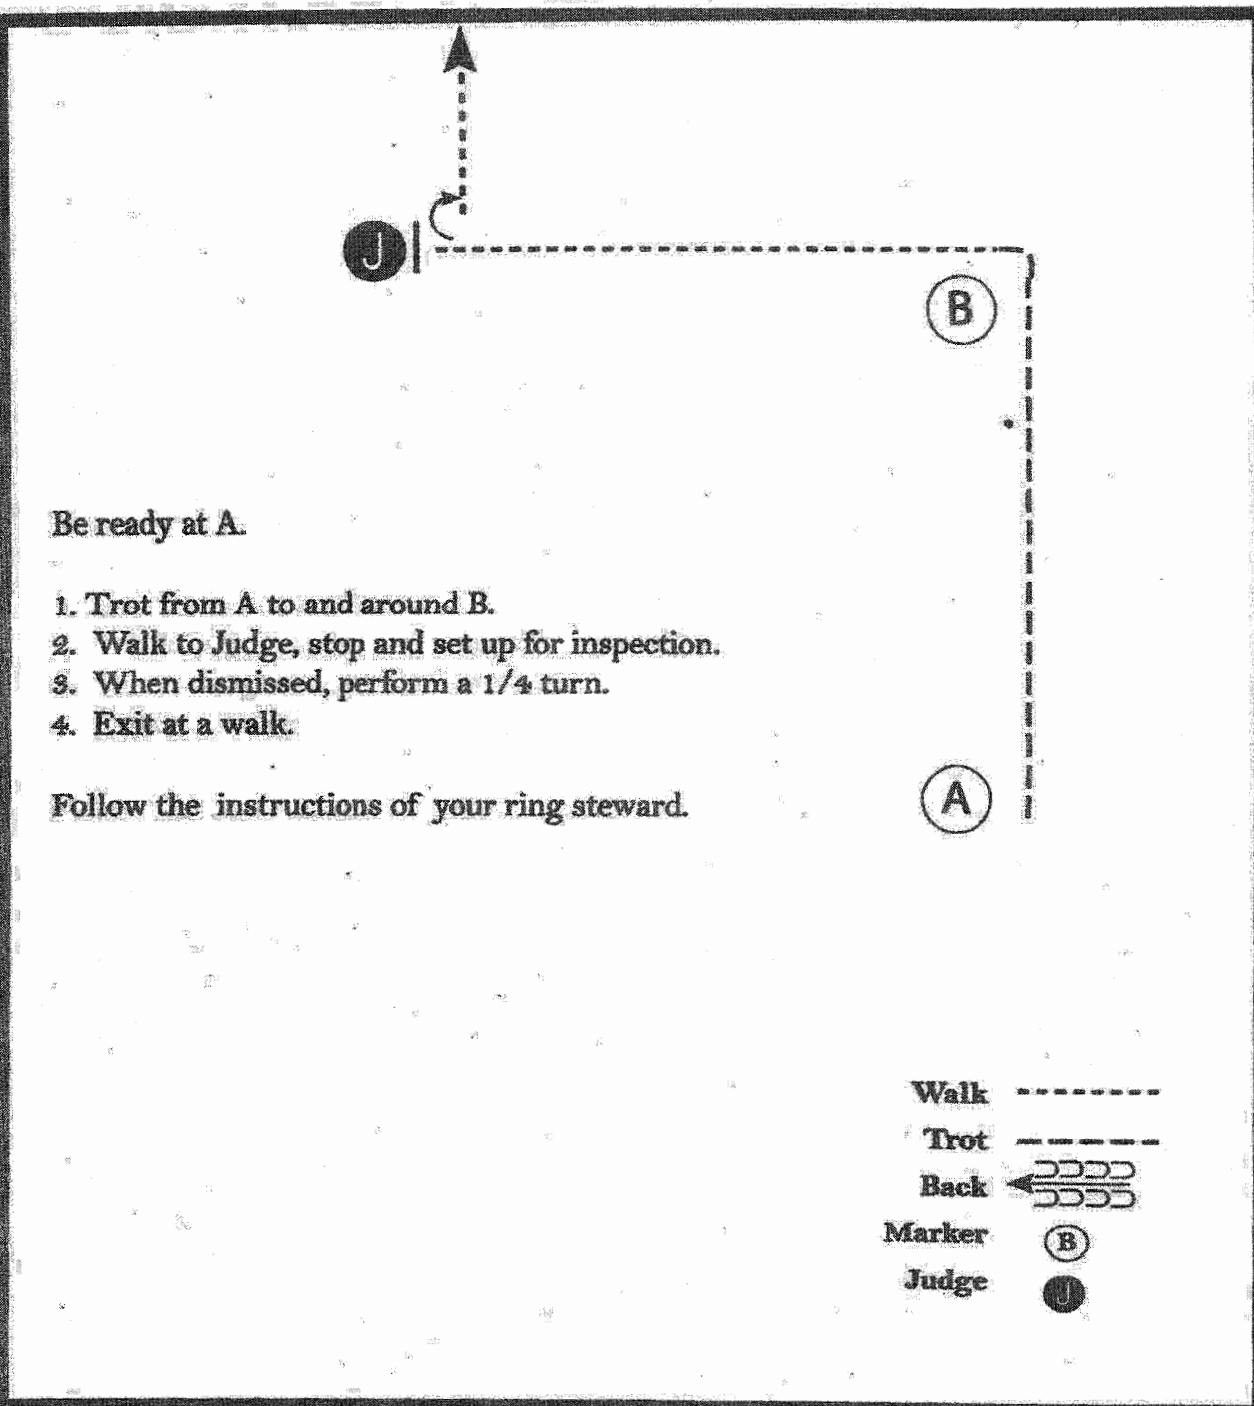 J
B
Be ready at A.
1. Trot from A to and around B.
2. Walk to Judge, stop and set up for inspection.
3. When dismissed, perform a 1/4 turn.
4. Exit at a walk.
A
Follow the instructions of your ring steward.
Walk
Trot
Back
Marker B
Judge J